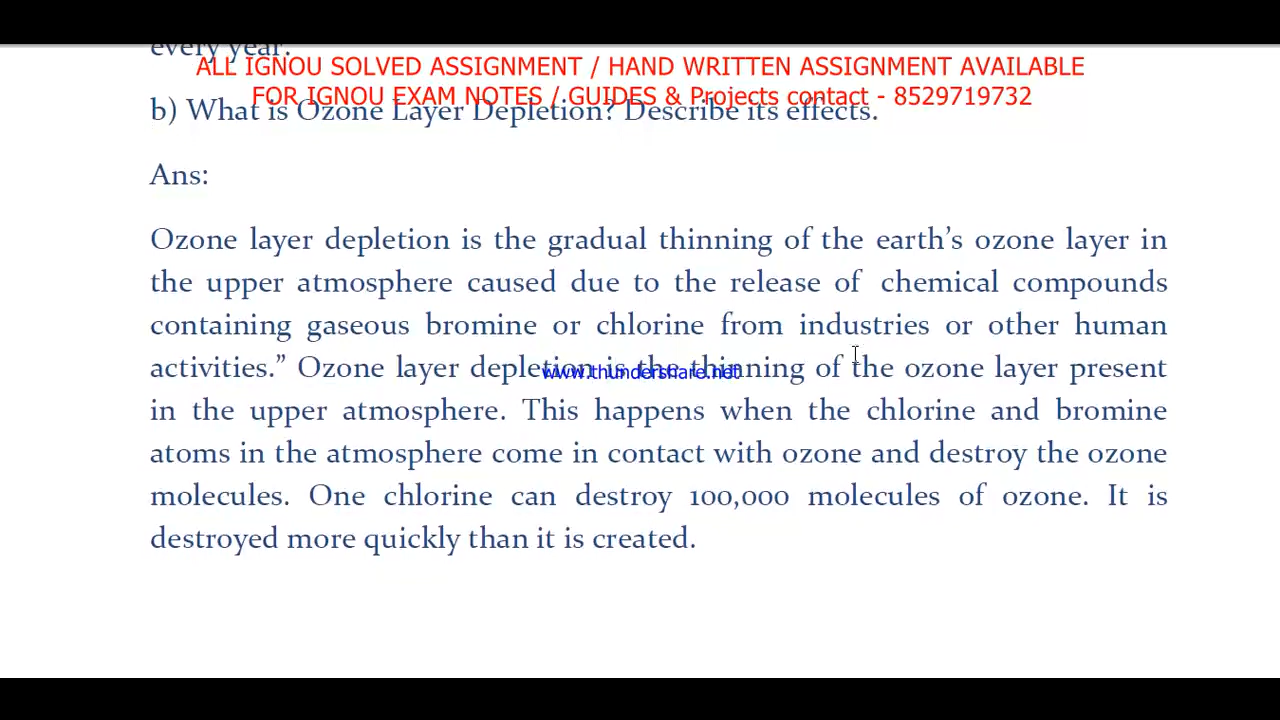 every year.
ALL IGNOU SOLVED ASSIGNMENT / HAND WRITTEN ASSIGNMENT AVAILABLE
FOR IGNOU EXAM NOTES / GUIDES & Projects contact - 8529719732
b) What is Ozone Layer Depletion? Describe its effects.
Ans:
Ozone layer depletion is the gradual thinning of the earth’s ozone layer in
the upper atmosphere caused due to the release of chemical compounds
containing gaseous bromine or chlorine from industries or other human
activities.” Ozone layer depletion is the thinning of the ozone layer present
www.thundershare.net
in the upper atmosphere. This happens when the chlorine and bromine
atoms in the atmosphere come in contact with ozone and destroy the ozone
molecules. One chlorine can destroy 100,000 molecules of ozone. It is
destroyed more quickly than it is created.